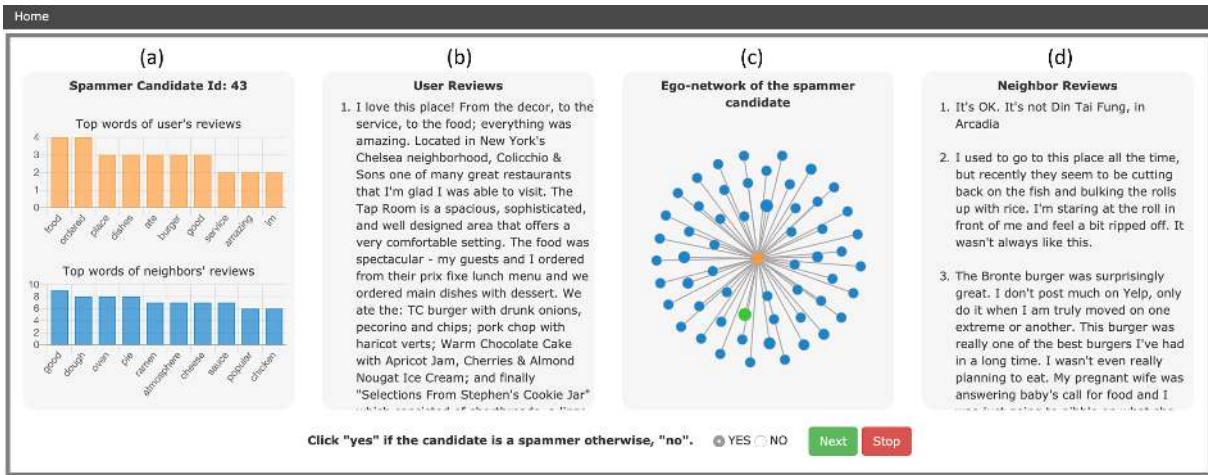 Home
(a)
Spammer Candidate Id: 43
Top words of user's reviews
4
3
2
1
0
food
ordered
place
dishes
ate
burger
good
service
amazing
im
Top words of neighbors' reviews
10
8
6
4
2
0
good
dough
oven
pie
ramen
atmosphere
cheese
sauce
popular
chicken
(b)
User Reviews
1. I love this place! From the decor, to the
service, to the food; everything was
amazing. Located in New York's
Chelsea neighborhood, Colicchio &
Sons one of many great restaurants
that I'm glad I was able to visit. The
Tap Room is a spacious, sophisticated,
and well designed area that offers a
very comfortable setting. The food was
spectacular - my guests and I ordered
from their prix fixe lunch menu and we
ordered main dishes with dessert. We
ate the: TC burger with drunk onions,
pecorino and chips; pork chop with
haricot verts; Warm Chocolate Cake
with Apricot Jam, Cherries & Almond
Nougat Ice Cream; and finally
"Selections From Stephen's Cookie Jar"
(c)
Ego-network of the spammer
candidate
(d)
Neighbor Reviews
1. It's OK. It's not Din Tai Fung, in
Arcadia
2. I used to go to this place all the time,
but recently they seem to be cutting
back on the fish and bulking the rolls
up with rice. I'm staring at the roll in
front of me and feel a bit ripped off. It
wasn't always like this.
3. The Bronte burger was surprisingly
great. I don't post much on Yelp, only
do it when I am truly moved on one
extreme or another. This burger was
really one of the best burgers I've had
in a long time. I wasn't even really
planning to eat. My pregnant wife was
answering baby's call for food and I
Click "yes" if the candidate is a spammer otherwise, "no".
YES
NO
Next
Stop